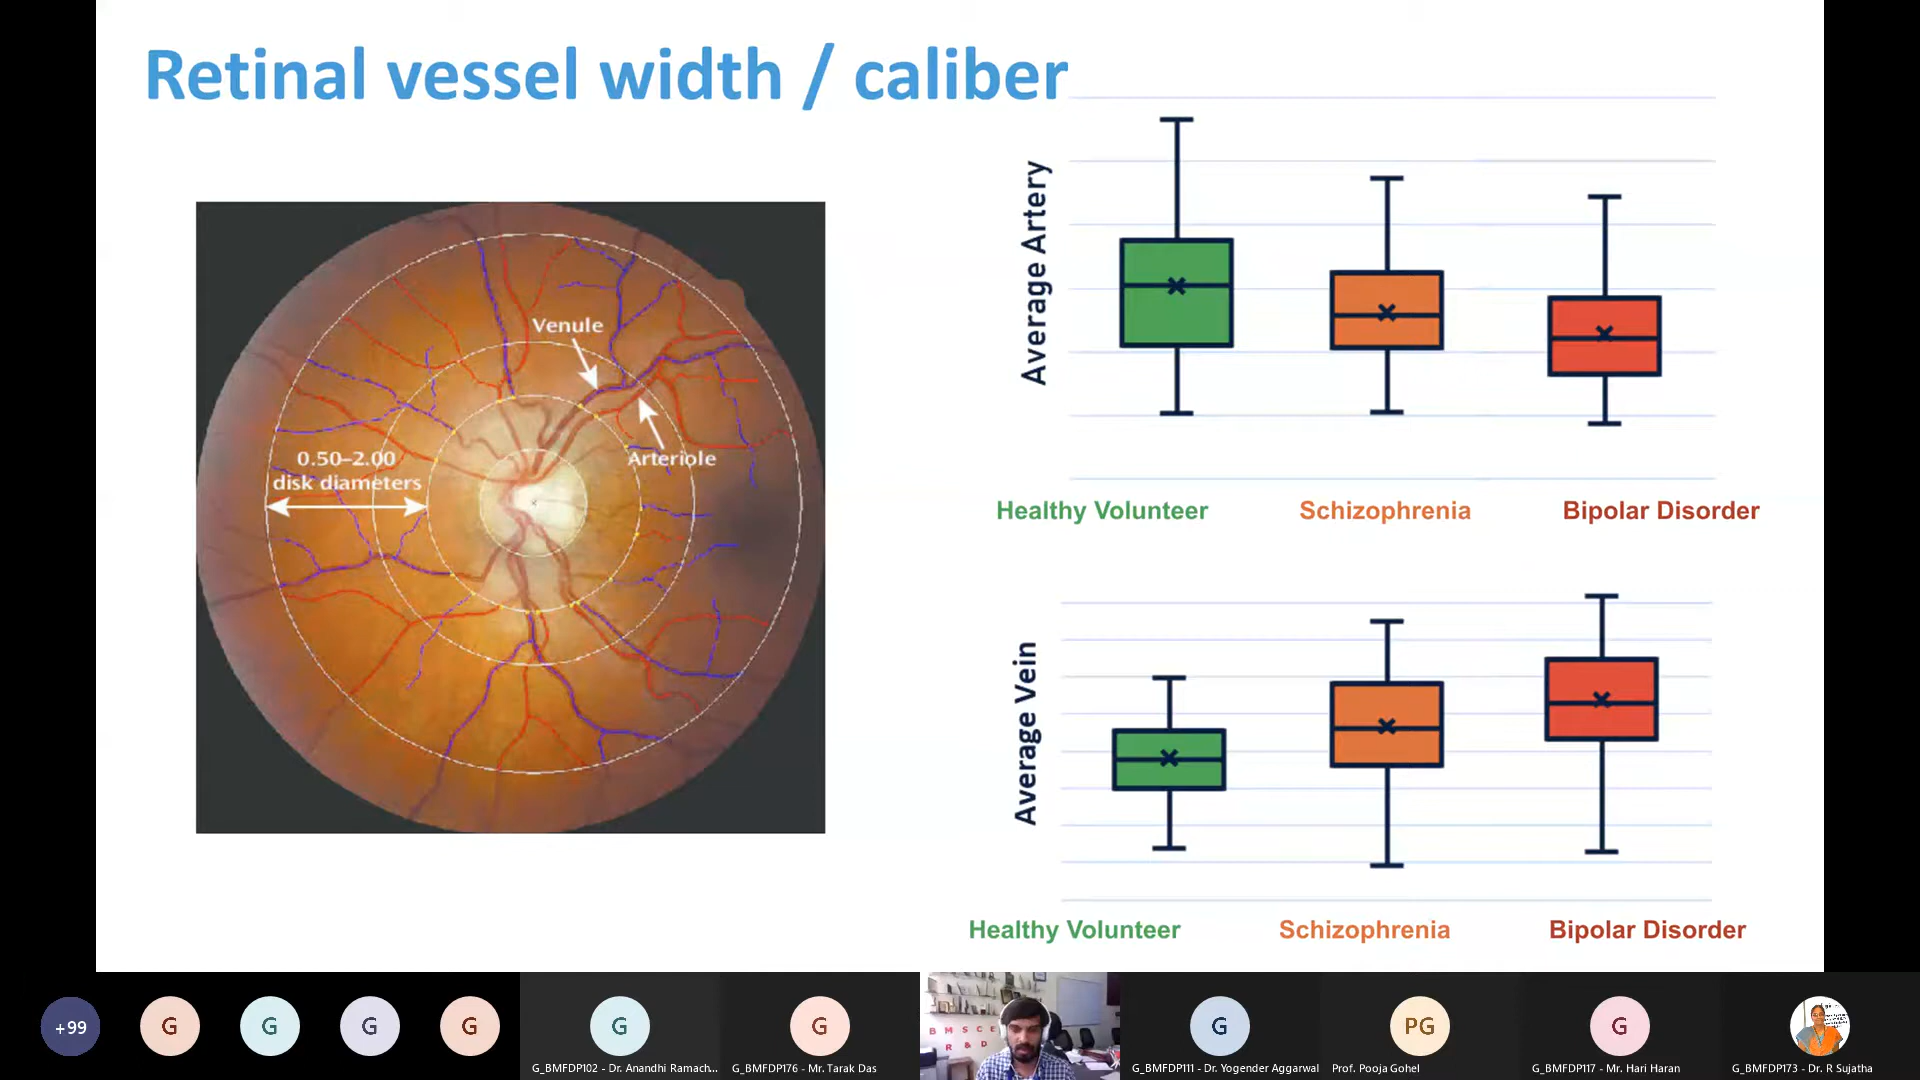 Retinal vessel width / caliber
Venule
0.50–2.00
disk diameters
Arteriole
Average Artery
Healthy Volunteer
Schizophrenia
Bipolar Disorder
Average Vein
Healthy Volunteer
Schizophrenia
Bipolar Disorder
+99
G
G
G
G
G
G_BMFDP102 - Dr. Anandhi Ramach...
G
G_BMFDP176 - Mr. Tarak Das
B M S C E
R & D
G
G_BMFDP111 - Dr. Yogender Aggarwal
PG
Prof. Pooja Gohel
G
G_BMFDP117 - Mr. Hari Haran
G_BMFDP173 - Dr. R Sujatha